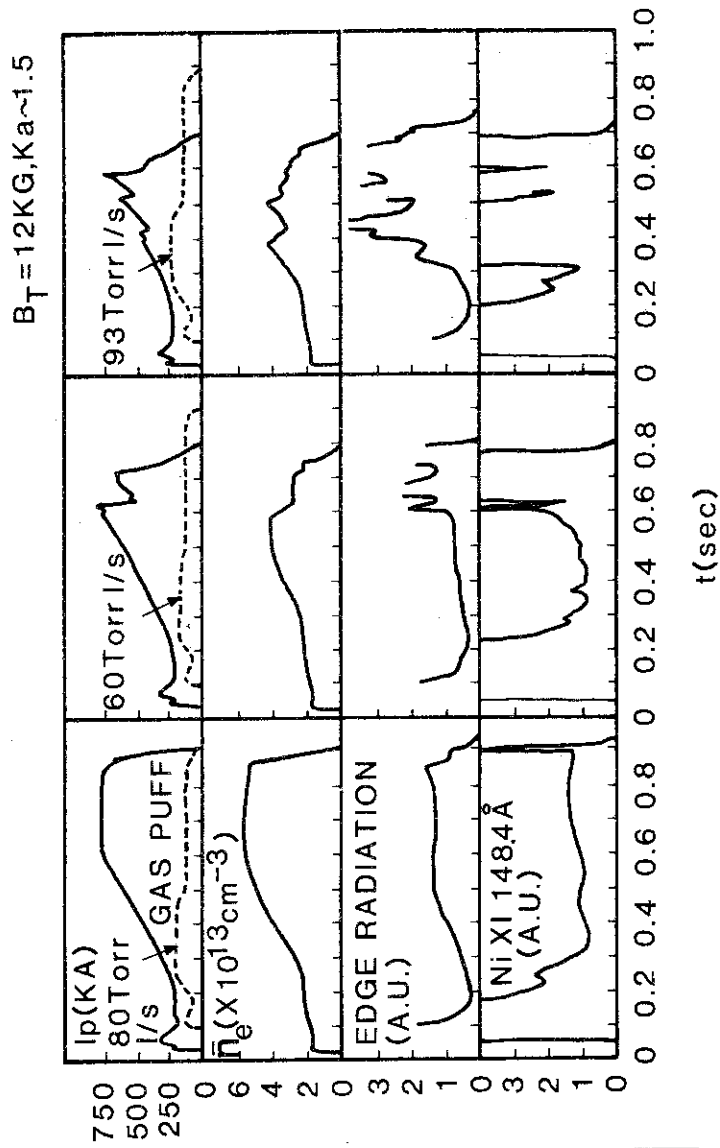 B_T=12KG,Ka~1.5
Ip(KA)
80Torr
l/s
GAS PUFF
60Torr l/s
93Torr l/s
750
500
250
0
n̅e(X10^13cm^-3)
6
4
2
0
EDGE RADIATION
(A.U.)
3
2
1
0
Ni XI 148.4Å
(A.U.)
3
2
1
0
0 0.2 0.4 0.6 0.8 0 0.2 0.4 0.6 0.8 0 0.2 0.4 0.6 0.8 1.0
t(sec)